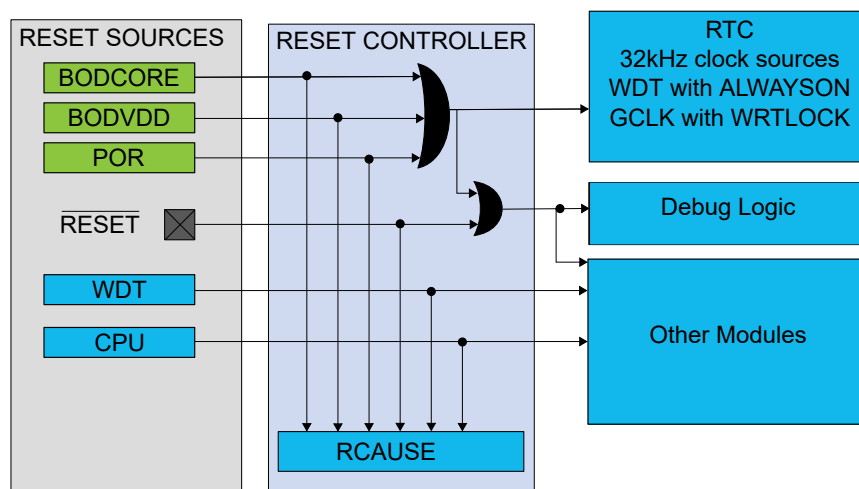 RESET SOURCES
BODCORE
BODVDD
POR
RESET
WDT
CPU
RESET CONTROLLER
RCAUSE
RTC
32kHz clock sources
WDT with ALWAYSON
GCLK with WRTLOCK
Debug Logic
Other Modules